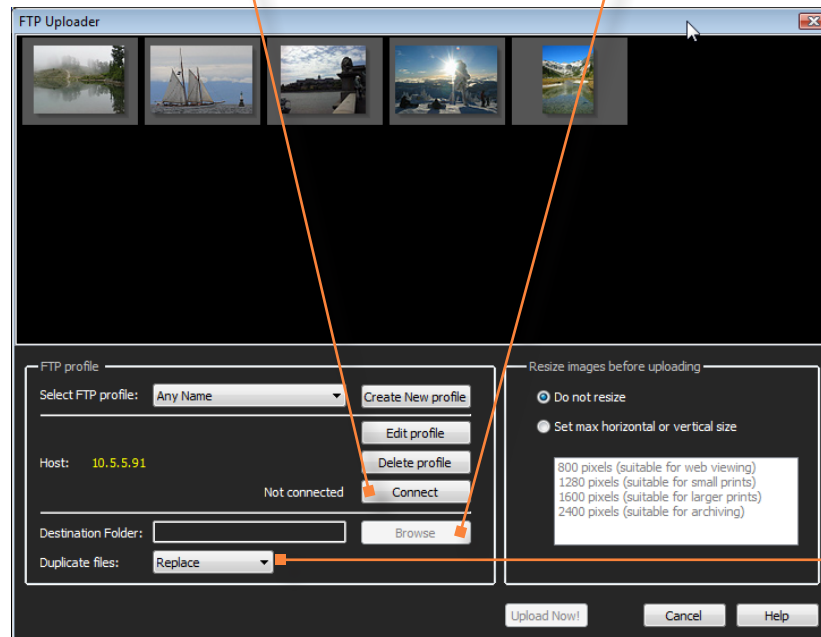 FTP Uploader
FTP profile
Select FTP profile: Any Name Create New profile
Edit profile
Host: 10.5.5.91 Delete profile
Not connected Connect
Destination Folder: Browse
Duplicate files: Replace
Resize images before uploading
Do not resize
Set max horizontal or vertical size
800 pixels (suitable for web viewing)
1280 pixels (suitable for small prints)
1600 pixels (suitable for larger prints)
2400 pixels (suitable for archiving)
Upload Now! Cancel Help